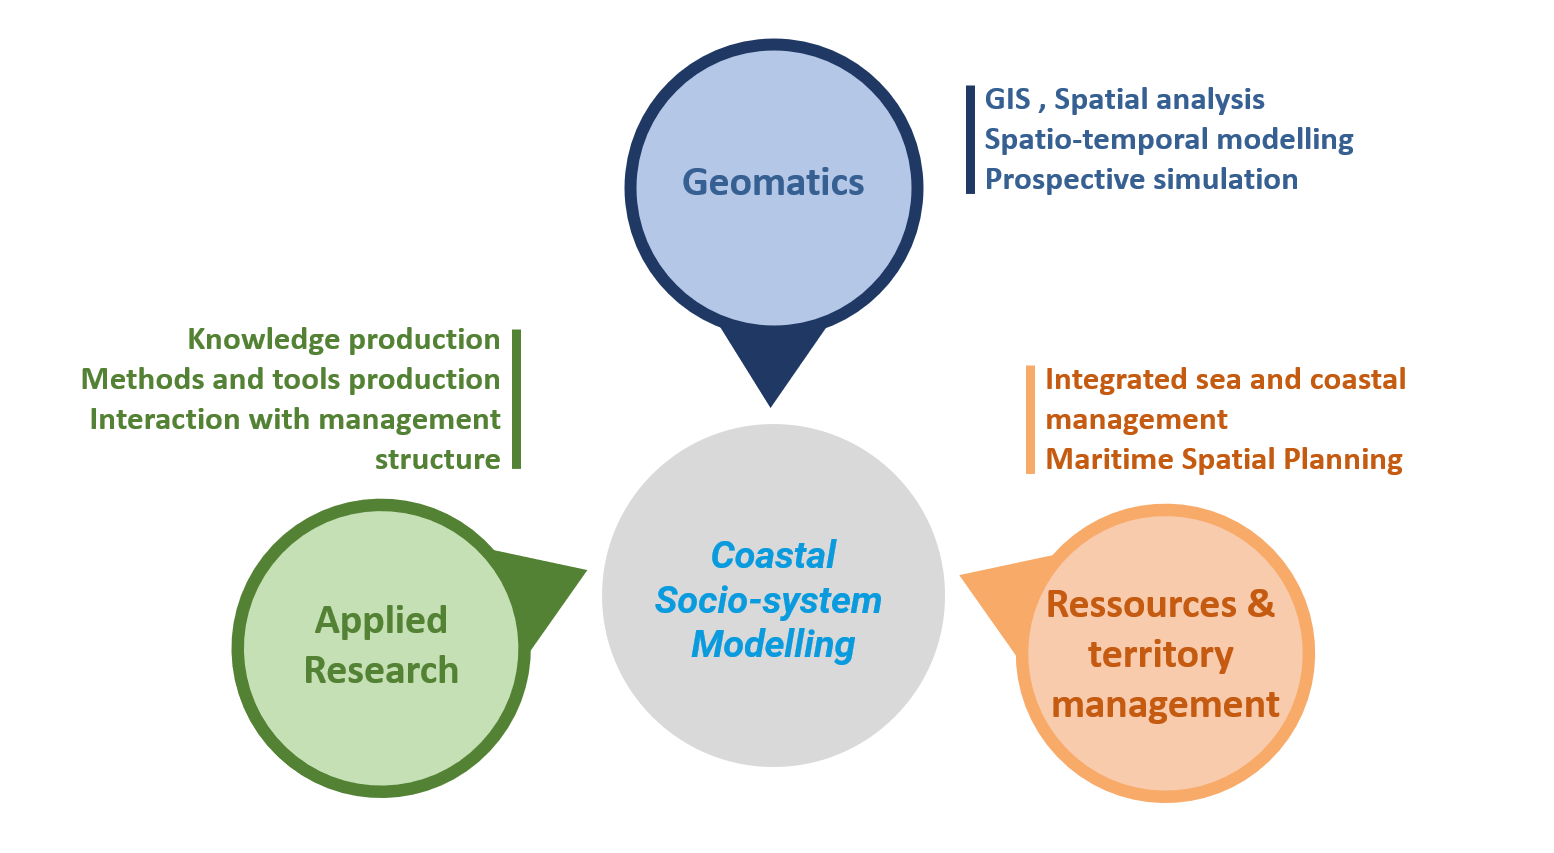 Geomatics
GIS , Spatial analysis
Spatio-temporal modelling
Prospective simulation
Knowledge production
Methods and tools production
Interaction with management
structure
Integrated sea and coastal
management
Maritime Spatial Planning
Applied
Research
Coastal
Socio-system
Modelling
Ressources &
territory
management